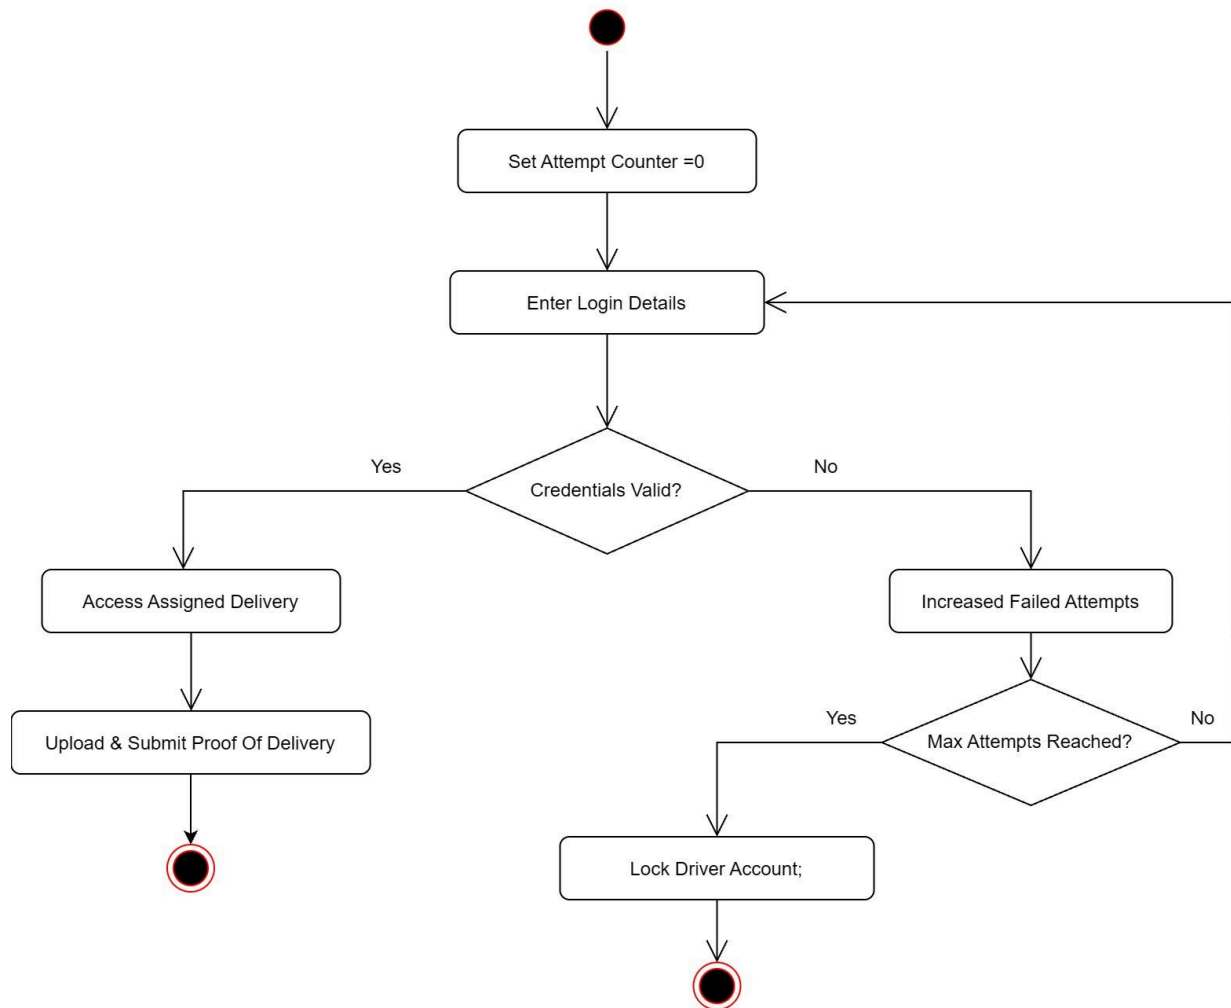 Set Attempt Counter =0
Enter Login Details
Yes
No
Credentials Valid?
Access Assigned Delivery
Increased Failed Attempts
Upload & Submit Proof Of Delivery
Yes
No
Max Attempts Reached?
Lock Driver Account;